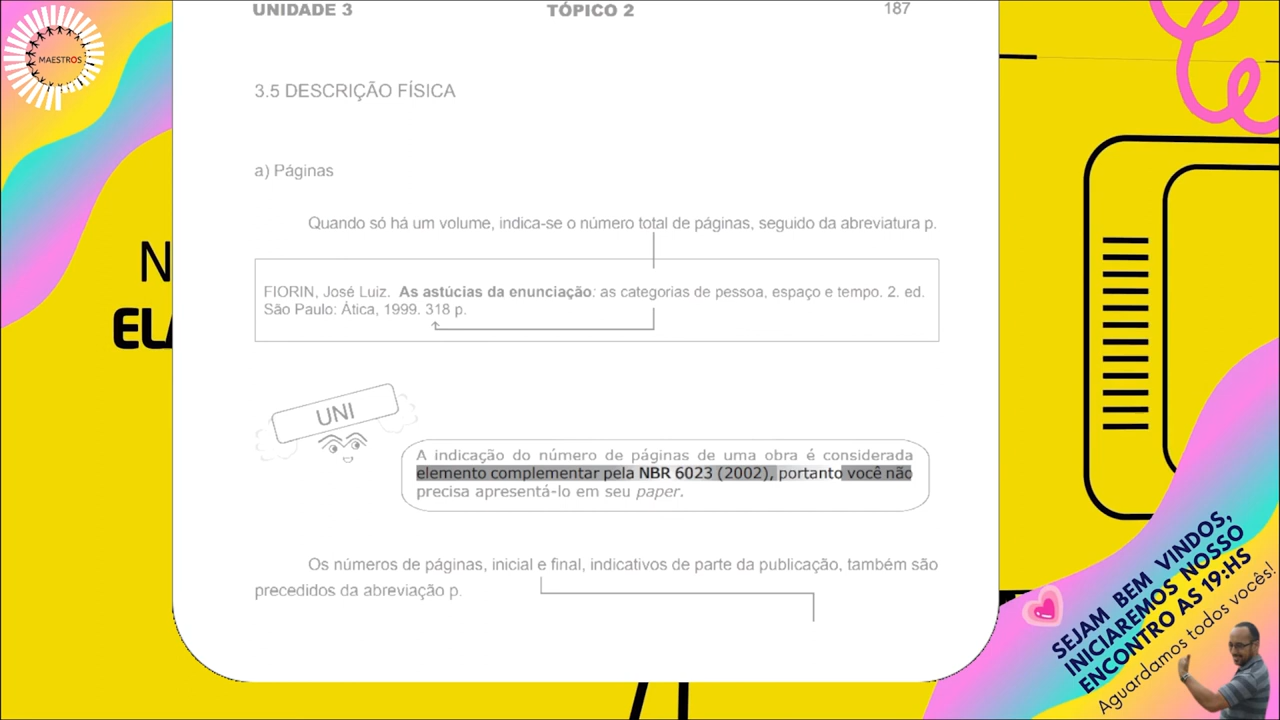 MAESTROS
UNIDADE 3
TÓPICO 2
187
3.5 DESCRIÇÃO FÍSICA
a) Páginas
Quando só há um volume, indica-se o número total de páginas, seguido da abreviatura p.
FIORIN, José Luiz. As astúcias da enunciação: as categorias de pessoa, espaço e tempo. 2. ed.
São Paulo: Ática, 1999. 318 p.
N
ELA
UNI
A indicação do número de páginas de uma obra é considerada
elemento complementar pela NBR 6023 (2002), portanto você não
precisa apresentá-lo em seu paper.
Os números de páginas, inicial e final, indicativos de parte da publicação, também são
precedidos da abreviação p.
SEJAM BEM VINDOS,
INICIAREMOS NOSSO
ENCONTRO AS 19:HS
Aguardamos todos vocês!